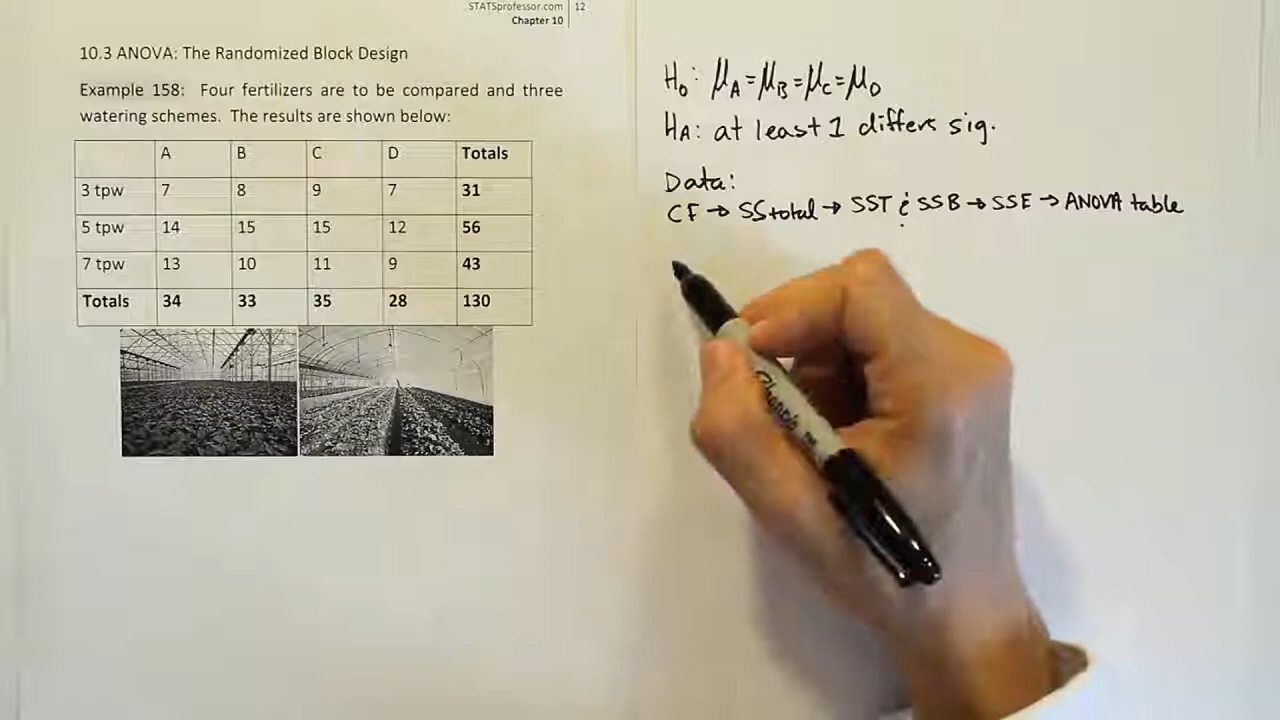 STATSprofessor.com 12
Chapter 10
10.3 ANOVA: The Randomized Block Design
Example 158: Four fertilizers are to be compared and three
watering schemes. The results are shown below:
A B C D Totals
3 tpw 7 8 9 7 31
5 tpw 14 15 15 12 56
7 tpw 13 10 11 9 43
Totals 34 33 35 28 130
H₀: μA = μB = μC = μD
HA: at least 1 differs sig.
Data:
CF → SStotal → SST & SSB → SSE → ANOVA table
Sharpie